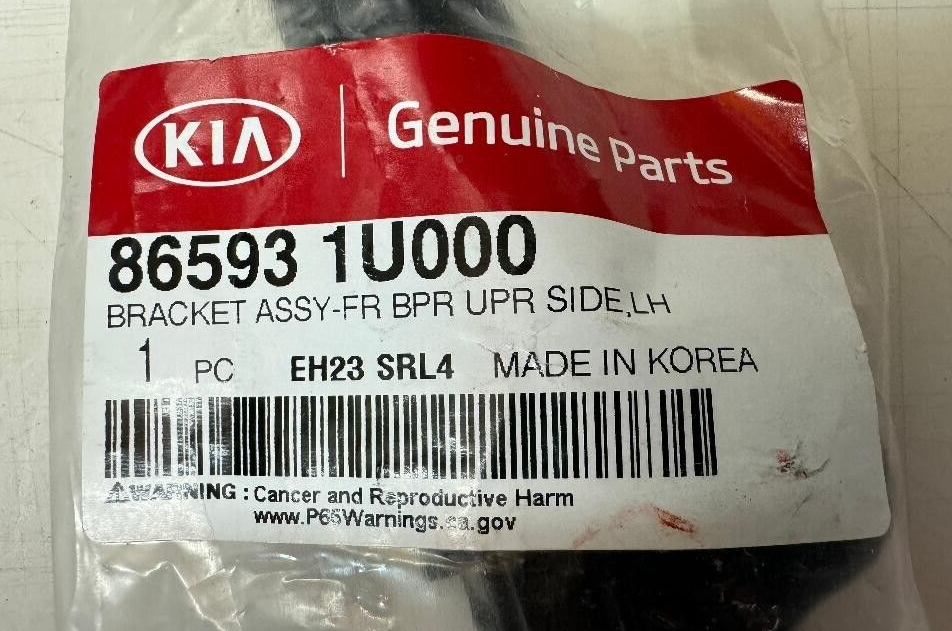 KIA Genuine Parts
86593 1U000
BRACKET ASSY-FR BPR UPR SIDE,LH
1 PC EH23 SRL4 MADE IN KOREA
WARNING : Cancer and Reproductive Harm
www.P65Warnings.ca.gov